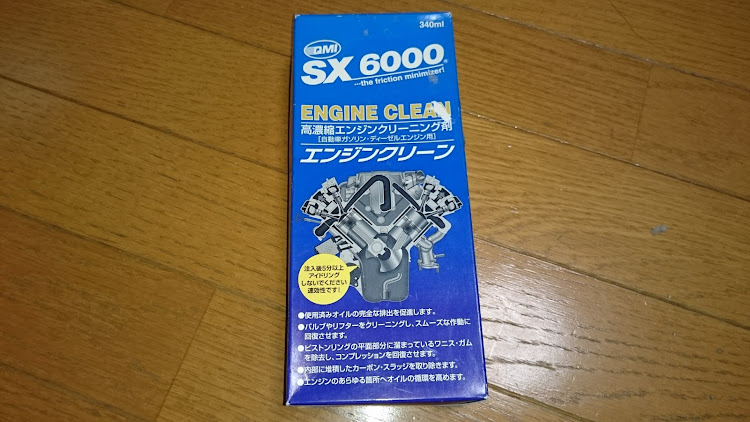 340ml
QMI
SX 6000®
...the friction minimizer!
ENGINE CLEAN
高濃縮エンジンクリーニング剤
[自動車ガソリン・ディーゼルエンジン用]
エンジンクリーン
注入後5分以上
アイドリング
しないでください
速効性です!
●使用済みオイルの完全な排出を促進します。
●バルブやリフターをクリーニングし、スムーズな作動に
回復させます。
●ピストンリングの平面部分に溜まっているワニス・ガム
を除去し、コンプレッションを回復させます。
●内部に堆積したカーボン・スラッジを取り除きます。
●エンジンのあらゆる箇所へオイルの循環を高めます。